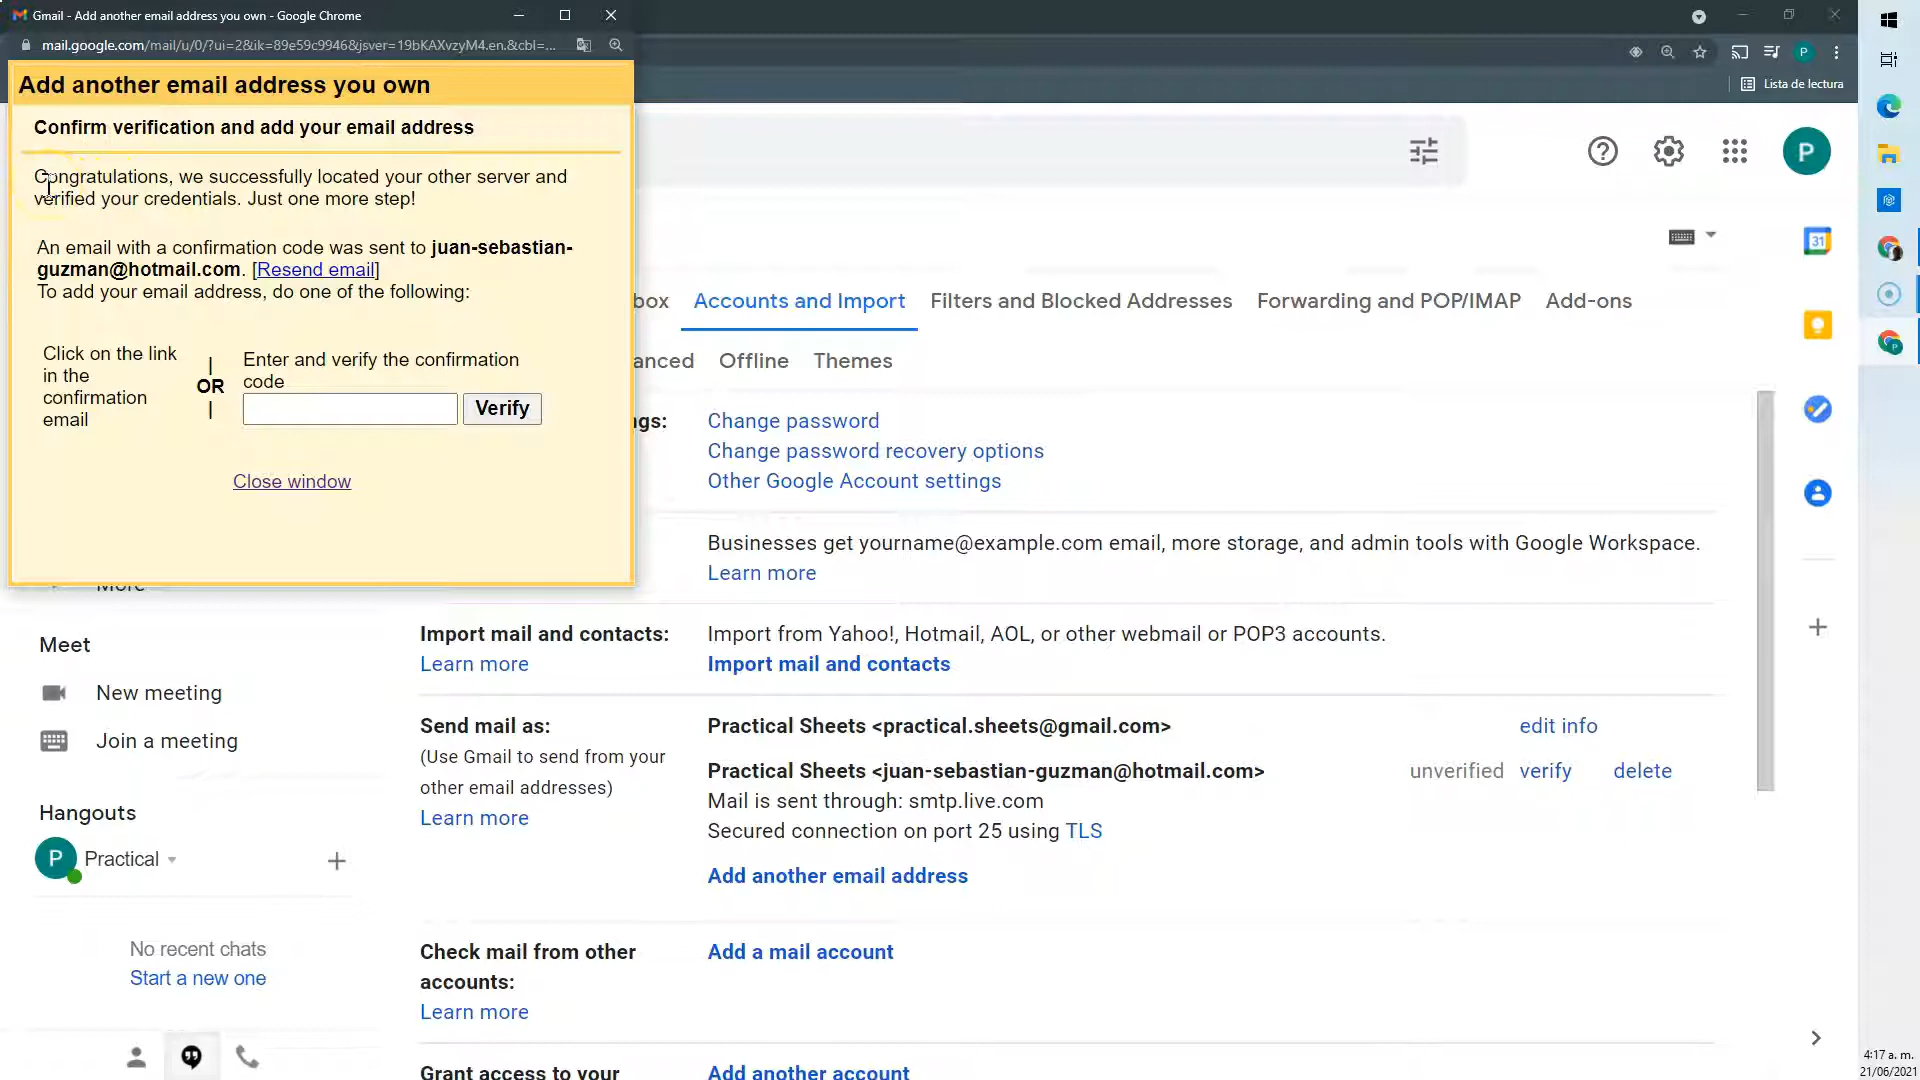 Gmail - Add another email address you own - Google Chrome
mail.google.com/mail/u/0/?ui=2&ik=89e59c9946&jsver=19bKAXvzyM4.en.&cbl=...
Lista de lectura
Add another email address you own
Confirm verification and add your email address
Congratulations, we successfully located your other server and
verified your credentials. Just one more step!
An email with a confirmation code was sent to juan-sebastian-
guzman@hotmail.com. [Resend email]
To add your email address, do one of the following:
Click on the link
in the
confirmation
email
|
OR
|
Enter and verify the confirmation
code
Verify
Close window
P
P
31
box
Accounts and Import
Filters and Blocked Addresses
Forwarding and POP/IMAP
Add-ons
anced
Offline
Themes
gs:
Change password
Change password recovery options
Other Google Account settings
Businesses get yourname@example.com email, more storage, and admin tools with Google Workspace.
Learn more
More
Meet
New meeting
Join a meeting
Hangouts
P
Practical
No recent chats
Start a new one
Import mail and contacts:
Learn more
Import from Yahoo!, Hotmail, AOL, or other webmail or POP3 accounts.
Import mail and contacts
Send mail as:
(Use Gmail to send from your
other email addresses)
Learn more
Practical Sheets <practical.sheets@gmail.com>
edit info
Practical Sheets <juan-sebastian-guzman@hotmail.com>
unverified
verify
delete
Mail is sent through: smtp.live.com
Secured connection on port 25 using TLS
Add another email address
Check mail from other
accounts:
Learn more
Add a mail account
Grant access to your
Add another account
4:17 a. m.
21/06/2021